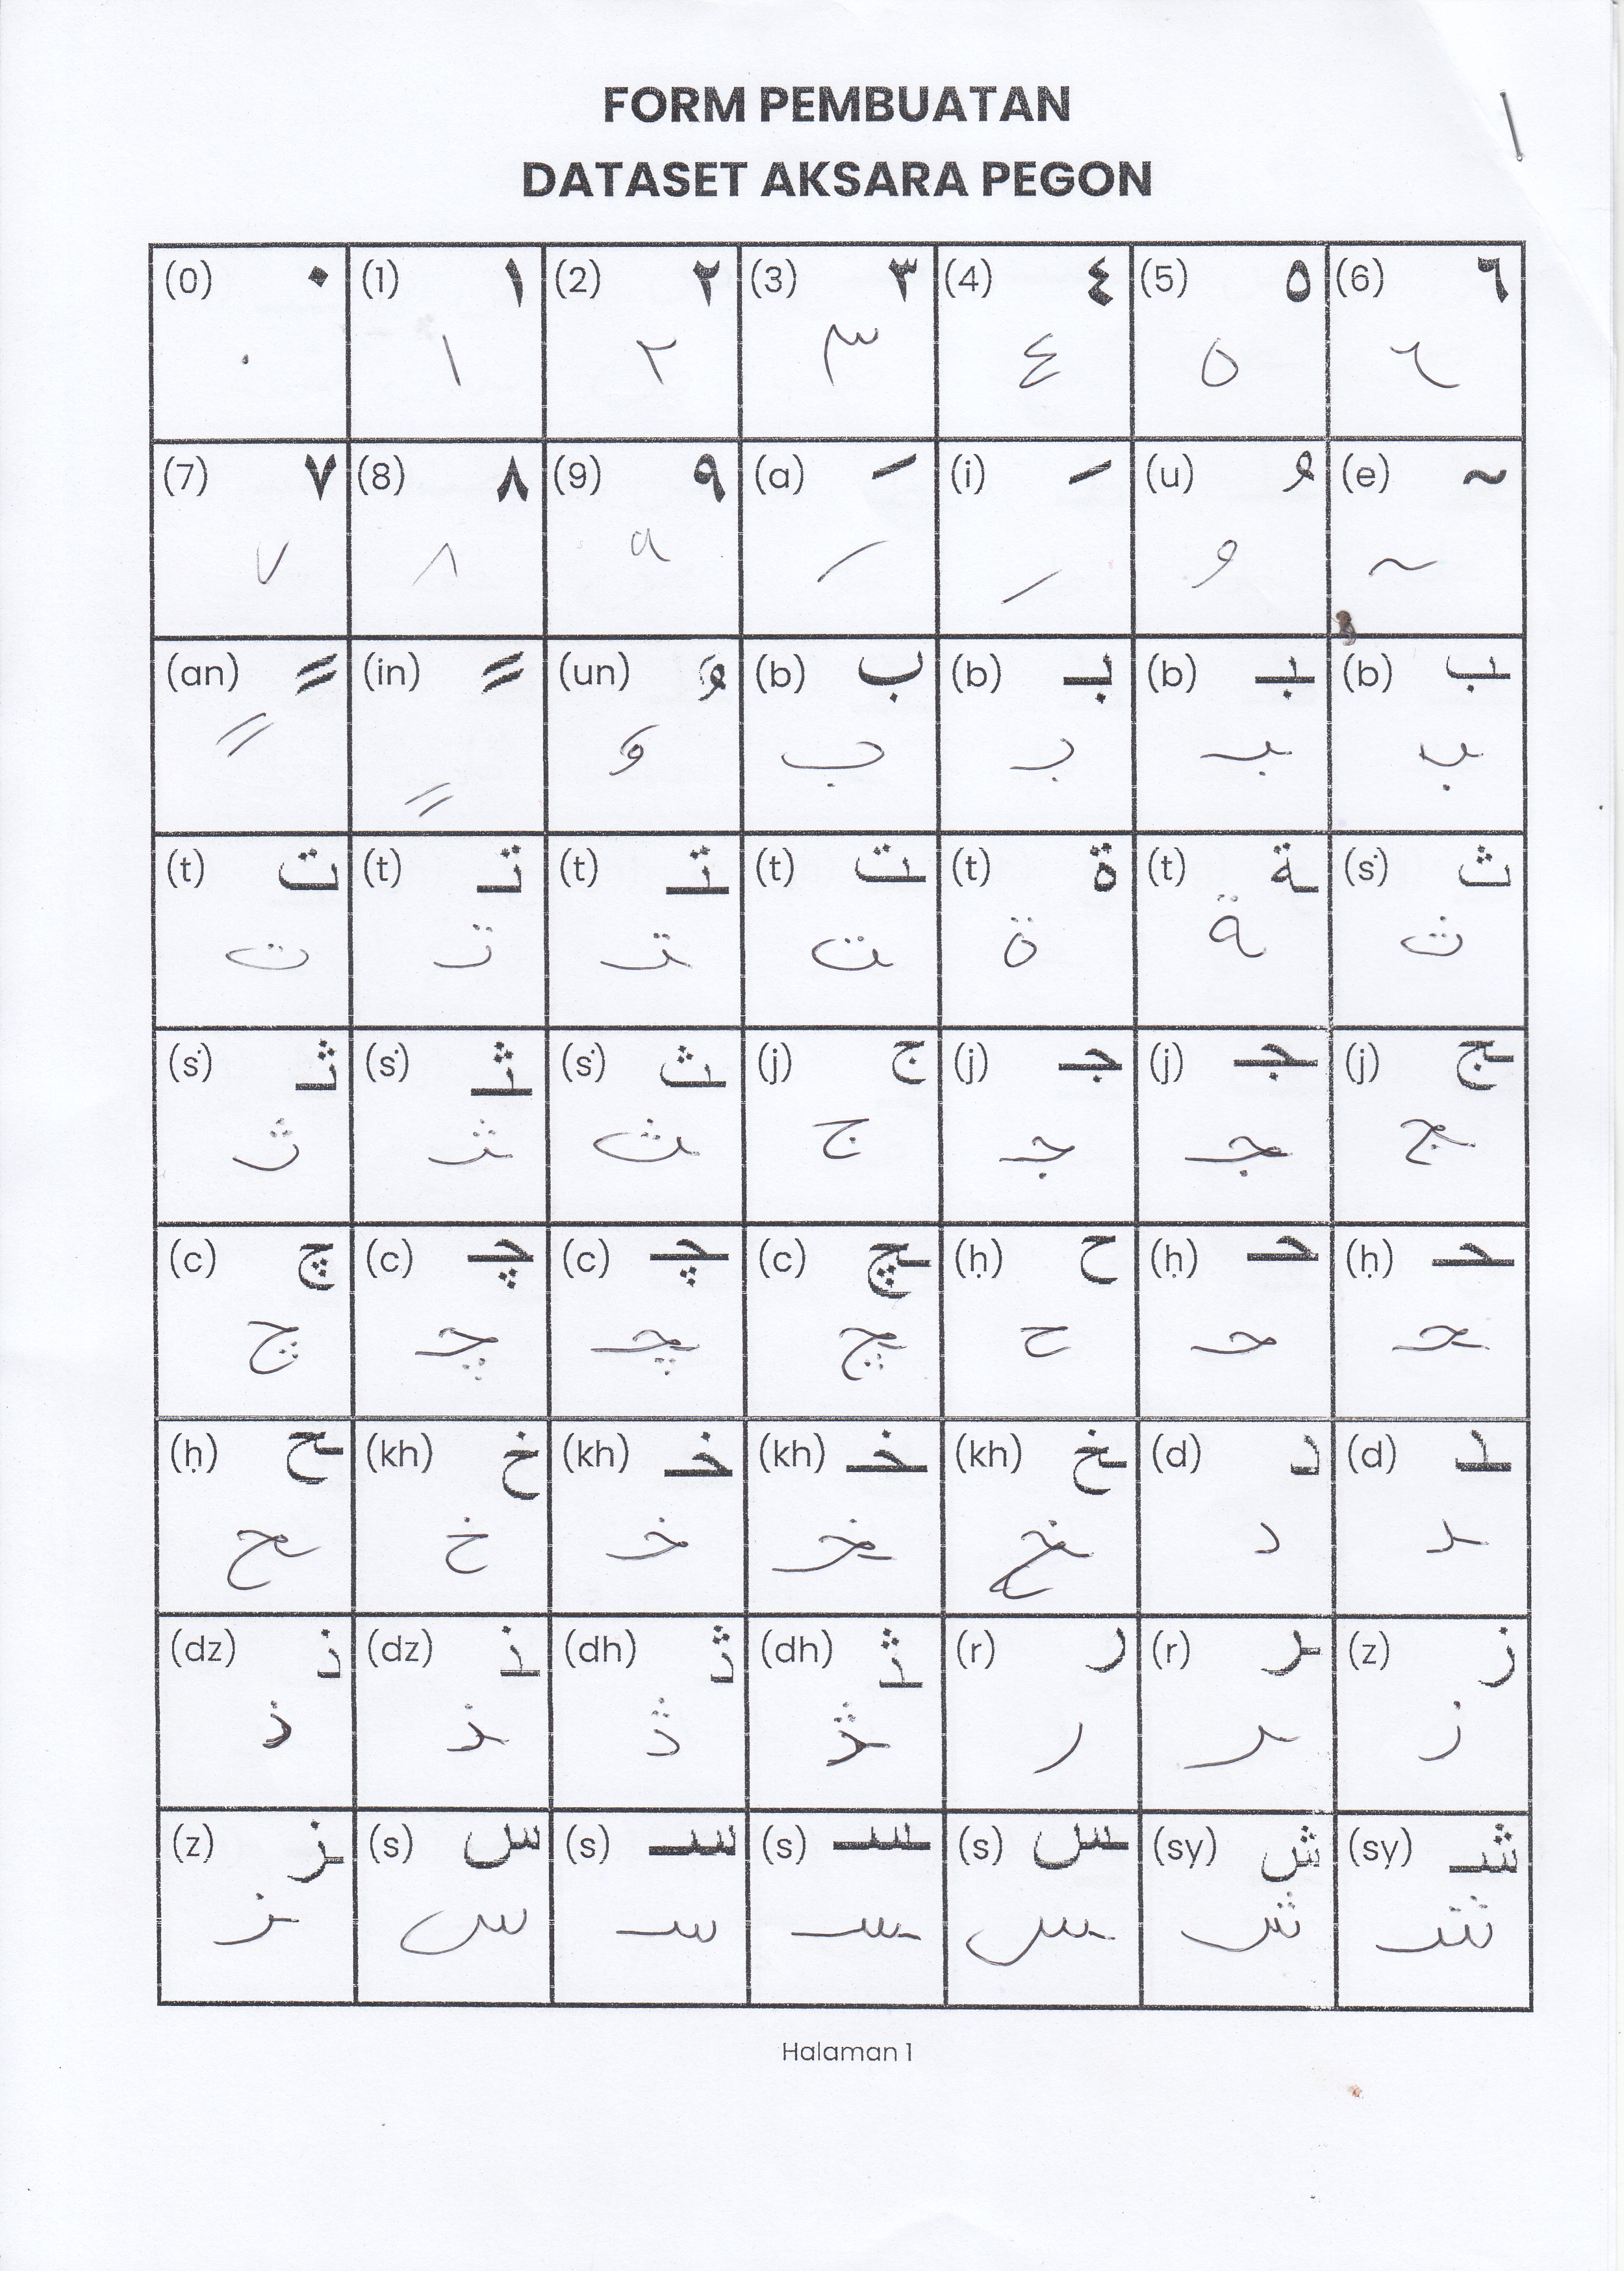 FORM PEMBUATAN
DATASET AKSARA PEGON
(0) ٠ (1) ١ (2) ٢ (3) ٣ (4) ٤ (5) ٥ (6) ٦
٠ ١ ٢ ٣ ٤ ٥ ٦
(7) ٧ (8) ٨ (9) ٩ (a) َ (i) ِ (u) ُ (e) ~
٧ ٨ ٩ َ ِ ُ ~
(an) ً (in) ٍ (un) ٌ (b) ب (b) بـ (b) ـبـ (b) ـب
ً ٍ ٌ ب بـ ـبـ ـب
(t) ت (t) تـ (t) ـتـ (t) ـت (t) ة (t) ـة (ṡ) ث
ت تـ ـتـ ـت ة ـة ث
(ṡ) ثـ (ṡ) ـثـ (ṡ) ـث (j) ج (j) جـ (j) ـجـ (j) ـج
ثـ ـثـ ـث ج جـ ـجـ ـج
(c) چ (c) چـ (c) ـچـ (c) ـچ (ḥ) ح (ḥ) حـ (ḥ) ـحـ
چ چـ ـچـ ـچ ح حـ ـحـ
(ḥ) ـح (kh) خ (kh) خـ (kh) ـخـ (kh) ـخ (d) د (d) ـد
ـح خ خـ ـخـ ـخ د ـد
(dz) ذ (dz) ـذ (dh) ڎ (dh) ـڎ (r) ر (r) ـر (z) ز
ذ ـذ ڎ ـڎ ر ـر ز
(z) ـز (s) س (s) سـ (s) ـسـ (s) ـس (sy) ش (sy) شـ
ـز س سـ ـسـ ـس ش شـ
Halaman 1